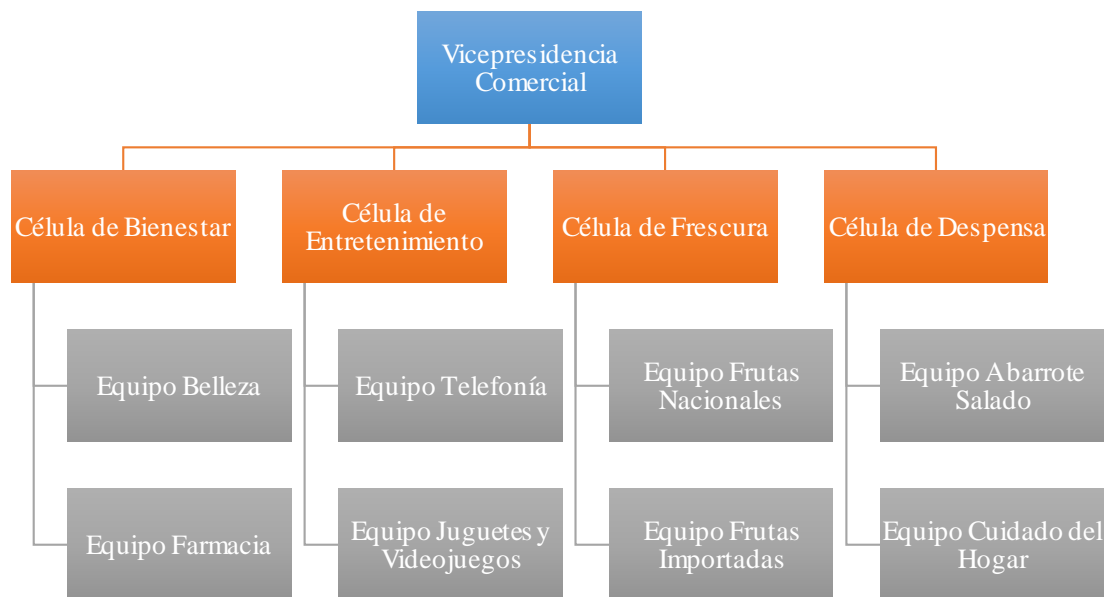 Vicepresidencia
Comercial
Célula de Bienestar
Célula de
Entretenimiento
Célula de Frescura
Célula de Despensa
Equipo Belleza
Equipo Telefonía
Equipo Frutas
Nacionales
Equipo Abarrote
Salado
Equipo Farmacia
Equipo Juguetes y
Videojuegos
Equipo Frutas
Importadas
Equipo Cuidado del
Hogar